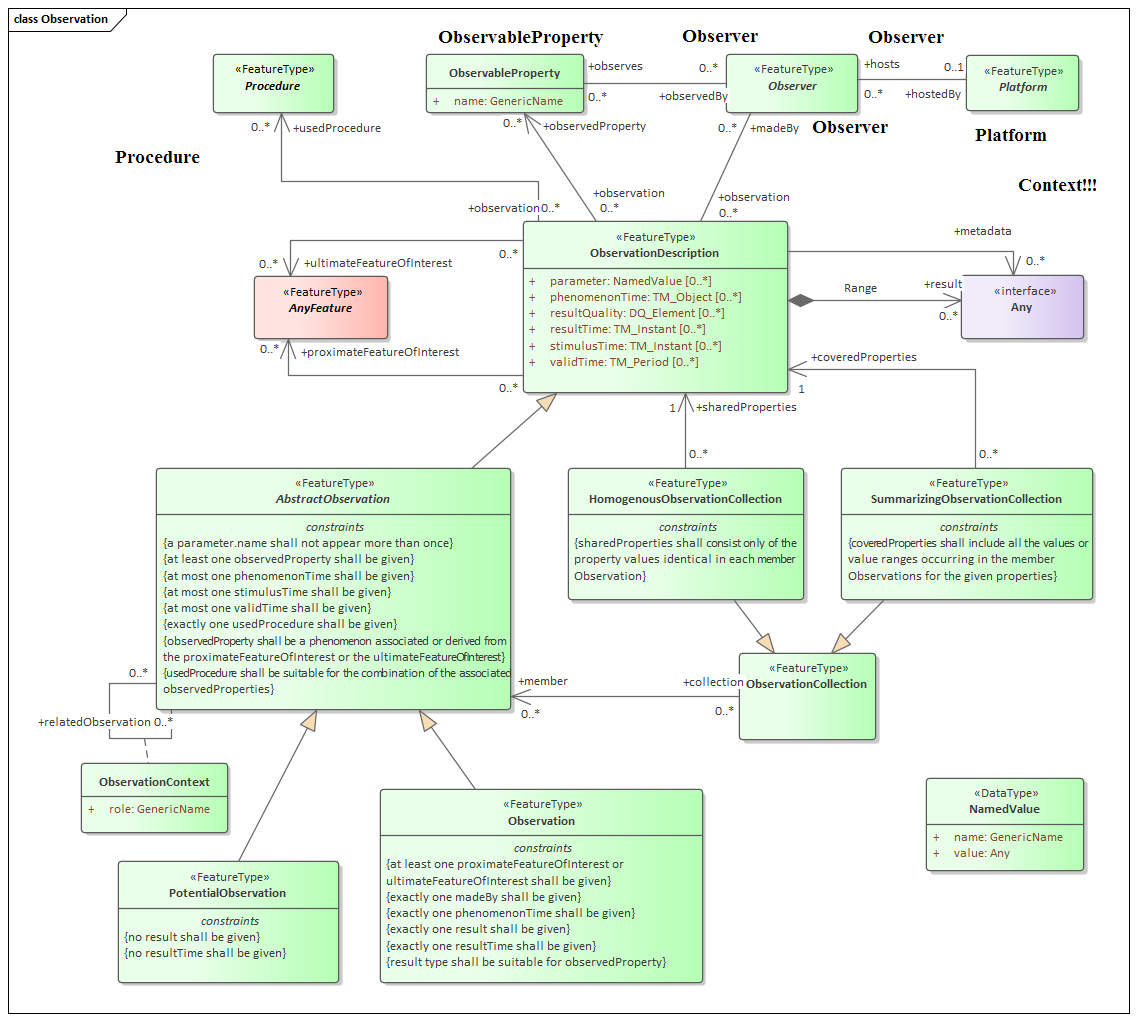 class Observation
ObservableProperty
Observer
Observer
«FeatureType»
Procedure
ObservableProperty
+ name: GenericName
+observes
0..*
0..*
+observedBy
«FeatureType»
Observer
+hosts
0..1
0..*
+hostedBy
«FeatureType»
Platform
0..*
+usedProcedure
0..*
+observedProperty
0..*
+madeBy
Observer
Platform
Procedure
Context!!!
+observation
0..*
+observation
0..*
+observation
0..*
«FeatureType»
ObservationDescription
+ parameter: NamedValue [0..*]
+ phenomenonTime: TM_Object [0..*]
+ resultQuality: DQ_Element [0..*]
+ resultTime: TM_Instant [0..*]
+ stimulusTime: TM_Instant [0..*]
+ validTime: TM_Period [0..*]
+metadata
0..*
0..*
0..*
+ultimateFeatureOfInterest
«FeatureType»
AnyFeature
0..*
+proximateFeatureOfInterest
0..*
Range
+result
0..*
«interface»
Any
+coveredProperties
1
1
+sharedProperties
0..*
0..*
«FeatureType»
AbstractObservation
constraints
{a parameter.name shall not appear more than once}
{at least one observedProperty shall be given}
{at most one phenomenonTime shall be given}
{at most one stimulusTime shall be given}
{at most one validTime shall be given}
{exactly one usedProcedure shall be given}
{observedProperty shall be a phenomenon associated or derived from
the proximateFeatureOfInterest or the ultimateFeatureOfInterest}
{usedProcedure shall be suitable for the combination of the associated
observedProperties}
«FeatureType»
HomogenousObservationCollection
constraints
{sharedProperties shall consist only of the
property values identical in each member
Observation}
«FeatureType»
SummarizingObservationCollection
constraints
{coveredProperties shall include all the values or
value ranges occurring in the member
Observations for the given properties}
«FeatureType»
ObservationCollection
+member
0..*
+collection
0..*
0..*
+relatedObservation 0..*
ObservationContext
+ role: GenericName
«FeatureType»
PotentialObservation
constraints
{no result shall be given}
{no resultTime shall be given}
«FeatureType»
Observation
constraints
{at least one proximateFeatureOfInterest or
ultimateFeatureOfInterest shall be given}
{exactly one madeBy shall be given}
{exactly one phenomenonTime shall be given}
{exactly one result shall be given}
{exactly one resultTime shall be given}
{result type shall be suitable for observedProperty}
«DataType»
NamedValue
+ name: GenericName
+ value: Any